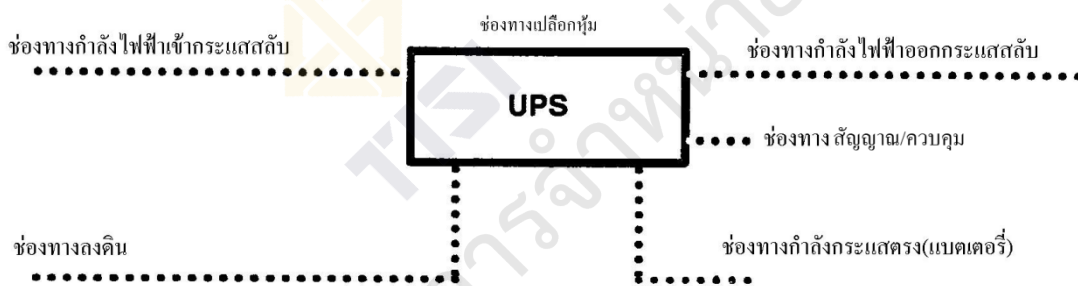 ช่องทางเปลือกหุ้ม
ช่องทางกำลังไฟฟ้าเข้ากระแสสลับ
ช่องทางกำลังไฟฟ้าออกกระแสสลับ
UPS
ช่องทาง สัญญาณ/ควบคุม
ช่องทางลงดิน
ช่องทางกำลังกระแสตรง(แบตเตอรี่)
TISI